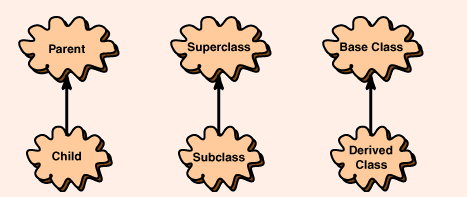 Parent
Superclass
Base Class
Child
Subclass
Derived
Class